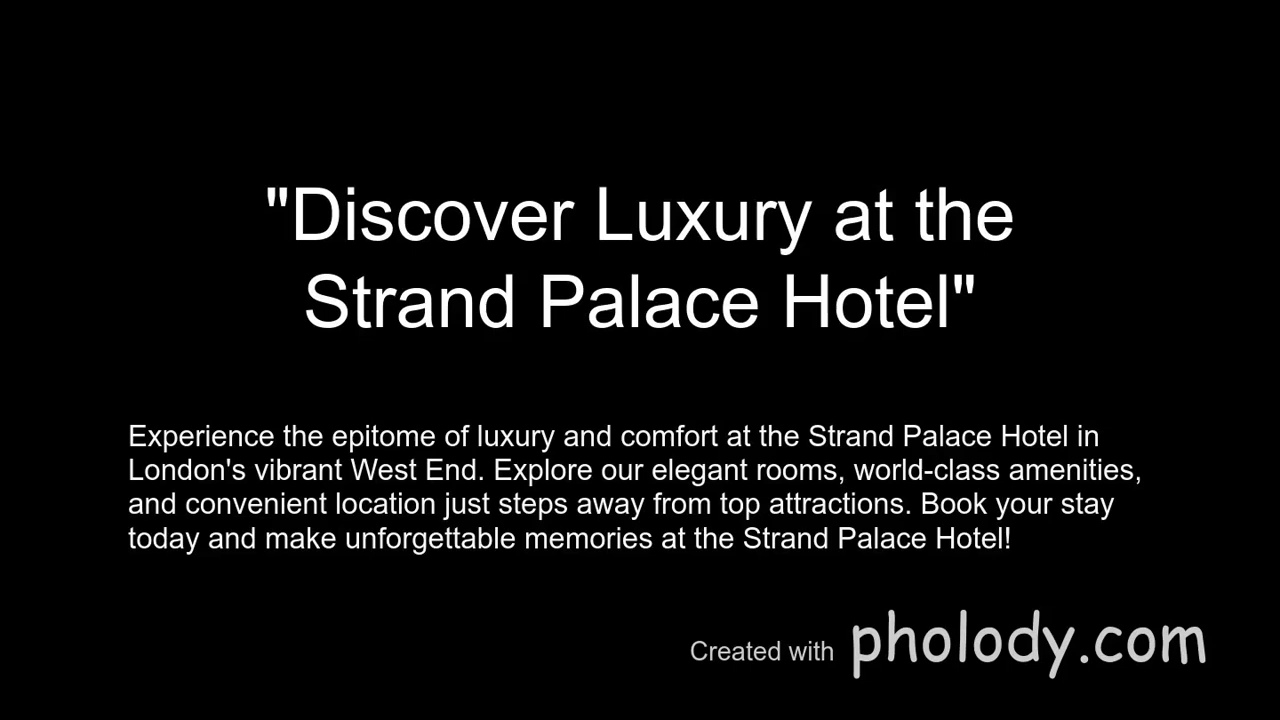 "Discover Luxury at the
Strand Palace Hotel"
Experience the epitome of luxury and comfort at the Strand Palace Hotel in
London's vibrant West End. Explore our elegant rooms, world-class amenities,
and convenient location just steps away from top attractions. Book your stay
today and make unforgettable memories at the Strand Palace Hotel!
Created with pholody.com